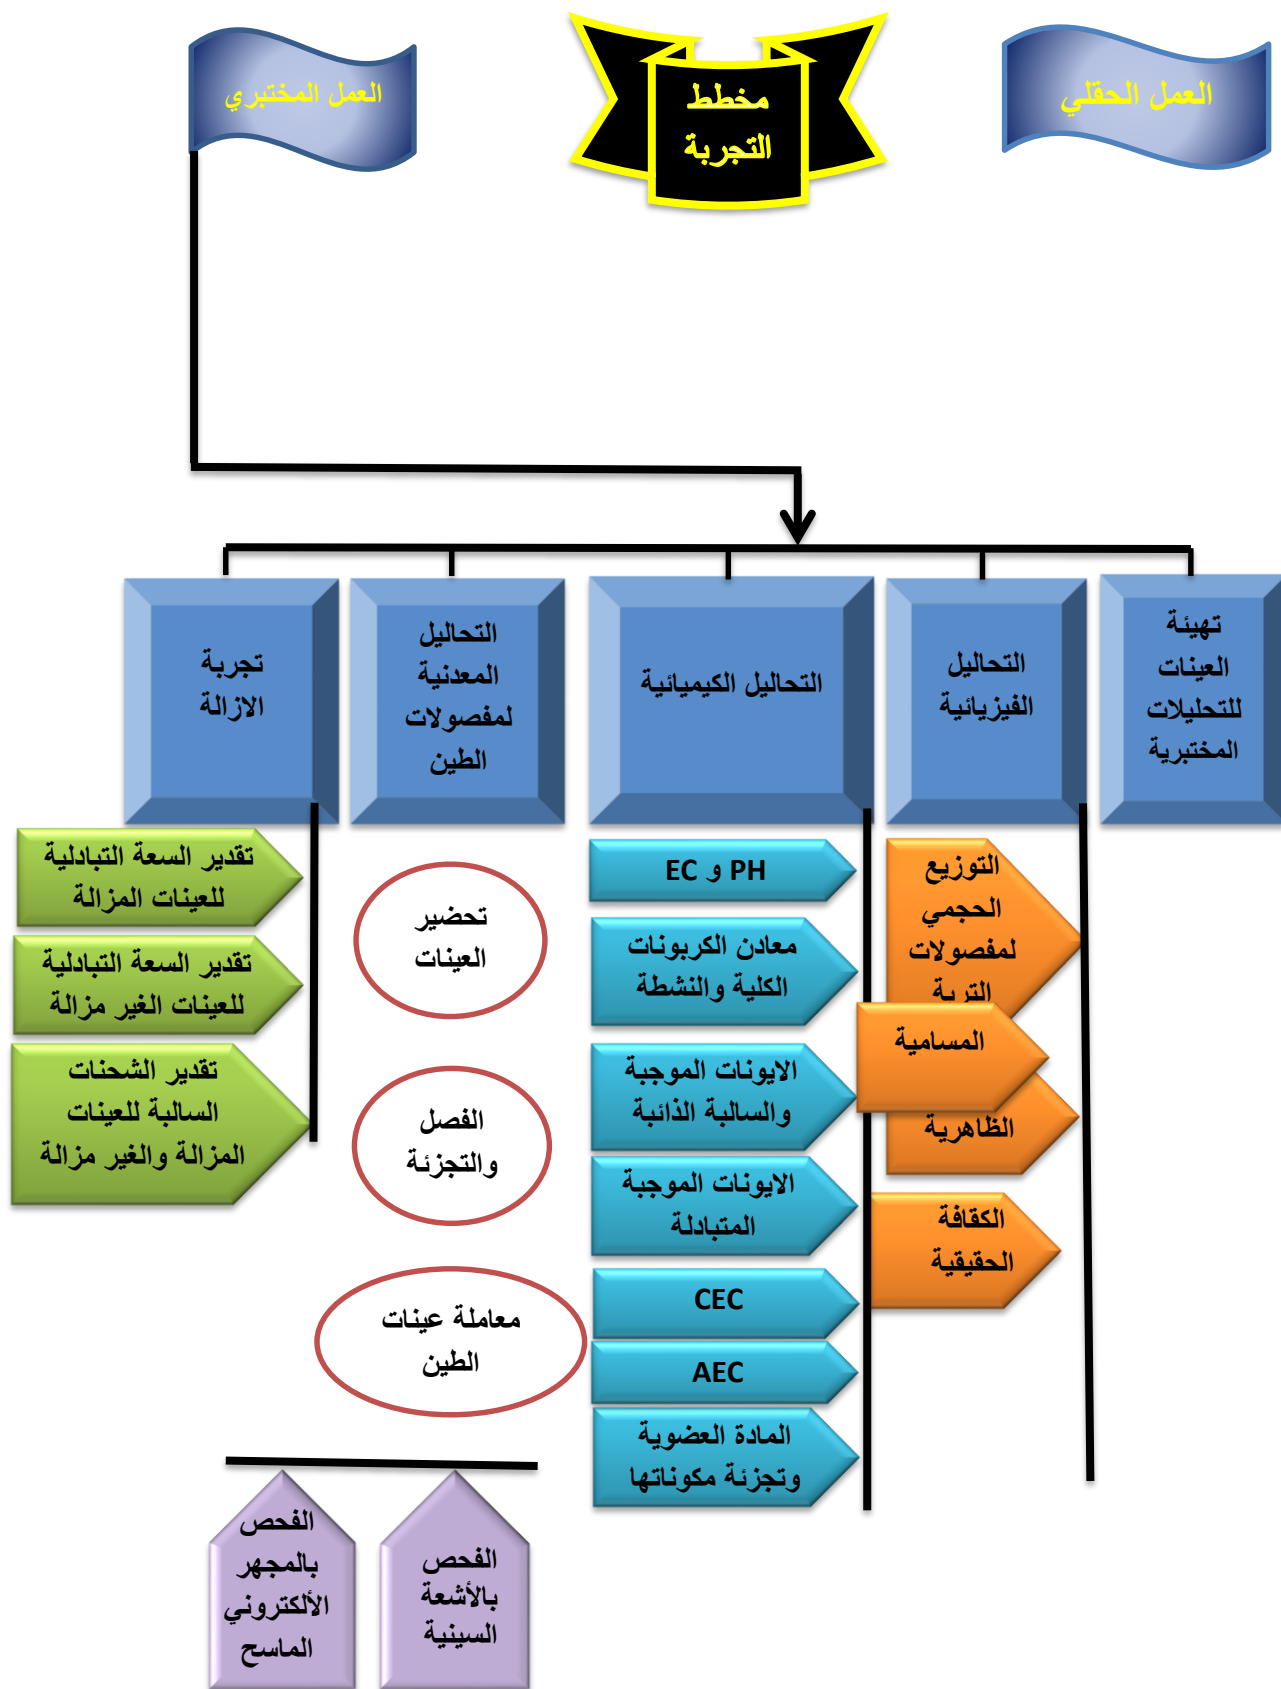 العمل الحقلي
مخطط
التجربة
العمل المختبري
تهيئة
العينات
للتحليلات
المختبرية
التحاليل
الفيزيائية
التحاليل الكيميائية
التحاليل
المعدنية
لمفصولات
الطين
تجربة
الازالة
التوزيع
الحجمي
لمفصولات
التربة
المسامية
الظاهرية
الكقافة
الحقيقية
PH و EC
معادن الكربونات
الكلية والنشطة
الايونات الموجبة
والسالبة الذائبة
الايونات الموجبة
المتبادلة
CEC
AEC
المادة العضوية
وتجزئة مكوناتها
تحضير
العينات
الفصل
والتجزئة
معاملة عينات
الطين
الفحص
بالأشعة
السينية
الفحص
بالمجهر
الألكتروني
الماسح
تقدير السعة التبادلية
للعينات المزالة
تقدير السعة التبادلية
للعينات الغير مزالة
تقدير الشحنات
السالبة للعينات
المزالة والغير مزالة